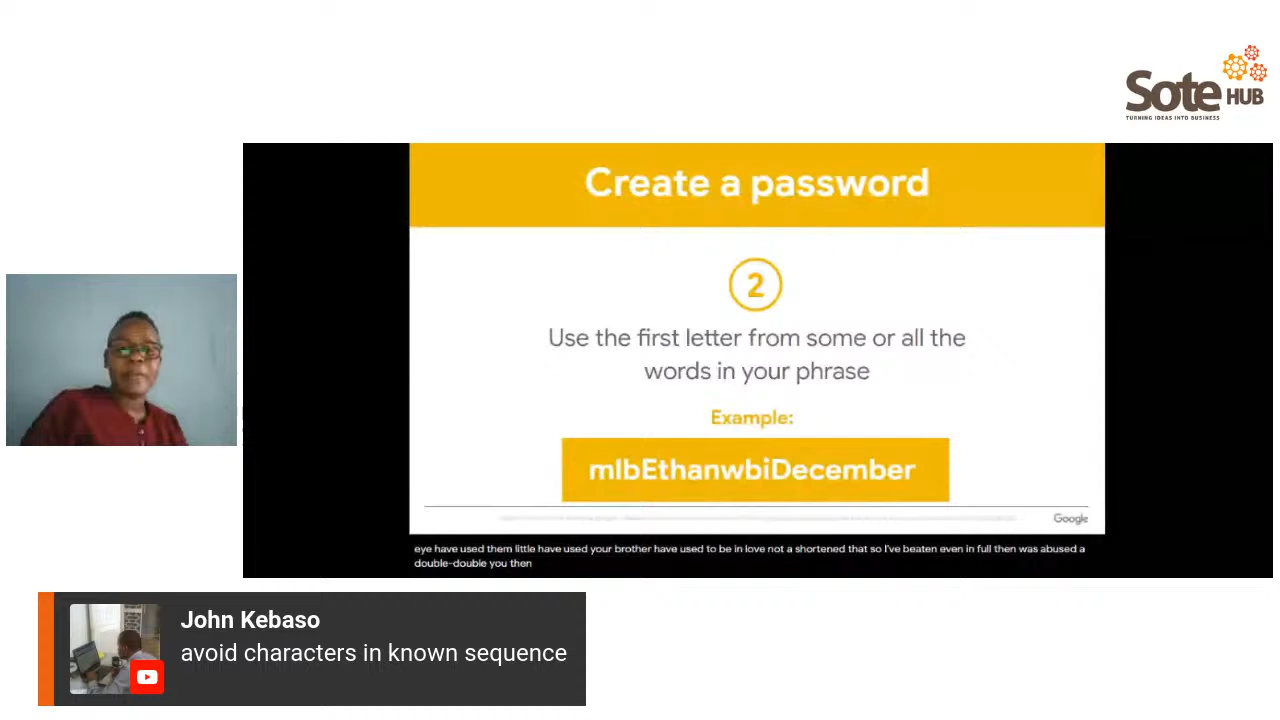 Sote HUB
TURNING IDEAS INTO BUSINESS
Create a password
2
Use the first letter from some or all the
words in your phrase
Example:
mlbEthanwbiDecember
Google
eye have used them little have used your brother have used to be in love not a shortened that so I've beaten even in full then was abused a
double-double you then
John Kebaso
avoid characters in known sequence